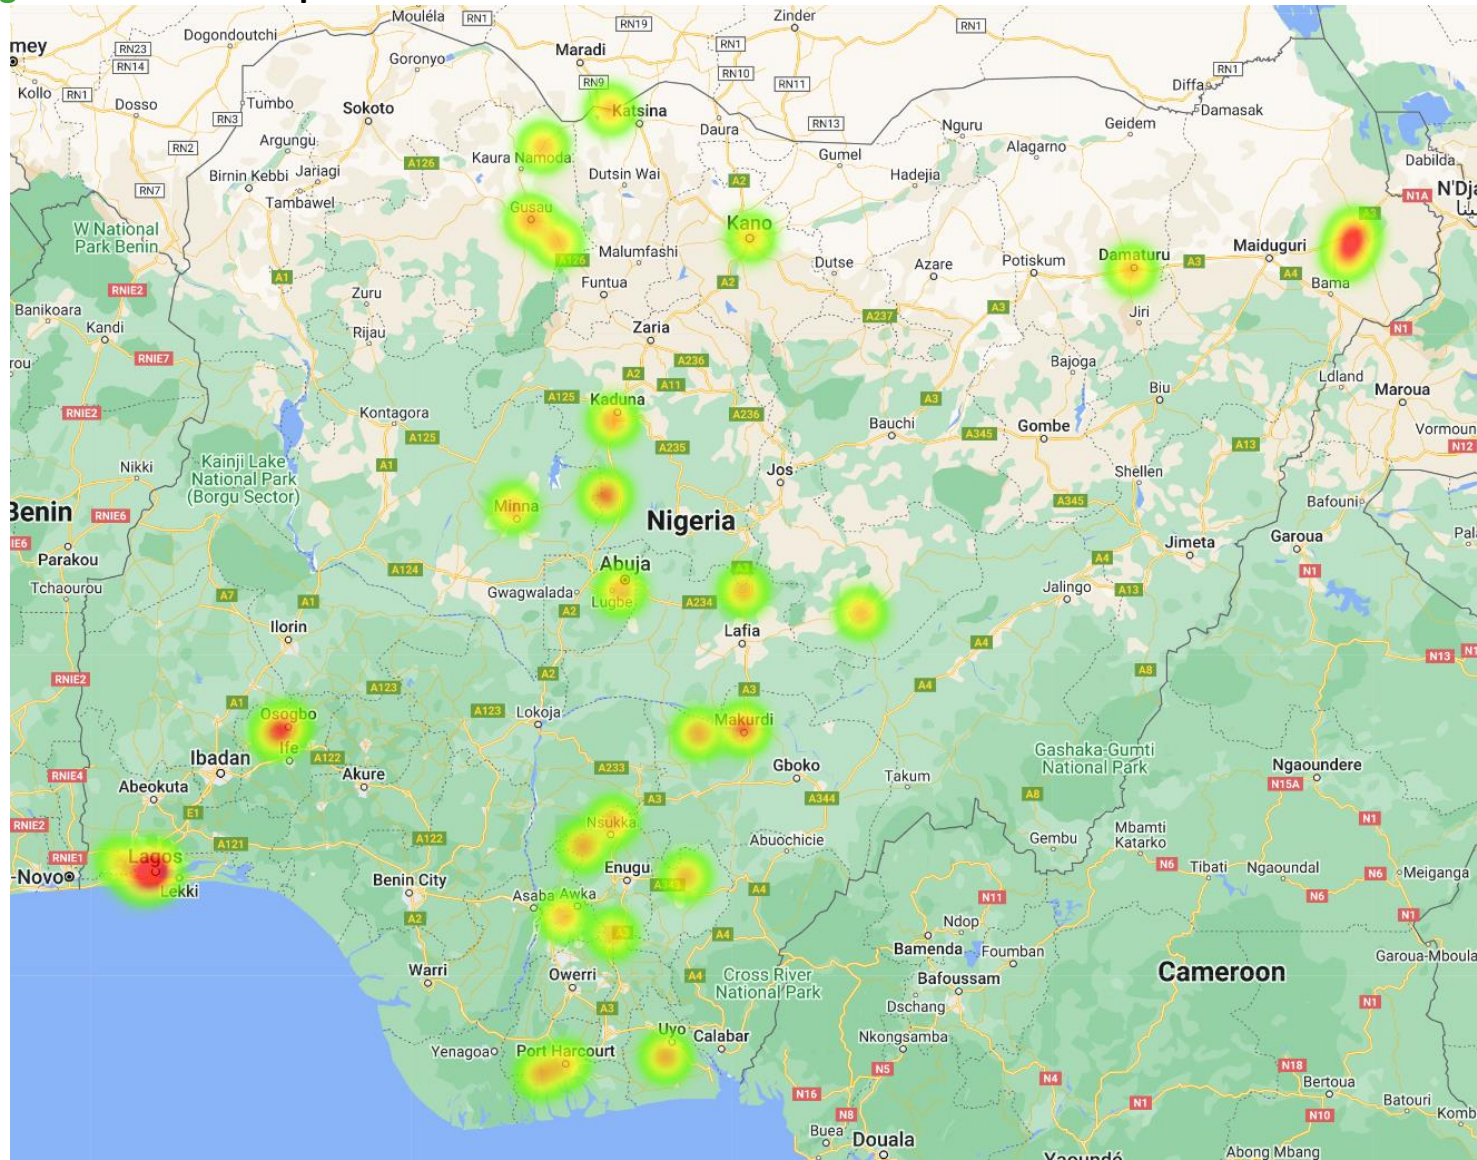 Mouléla
RN1
RN19
Zinder
RN1
Dogondoutchi
RN23
RN14
Goronyo
Maradi
RN1
RN9
RN10
RN11
RN1
Kollo
RN1
Dosso
Tumbo
RN3
Sokoto
Katsina
Daura
RN13
Diffa
Damasak
Nguru
Geidem
RN2
Argungu
Kaura Namoda
Gumel
Alagarno
Dabilda
Birnin Kebbi
Jariagi
A126
Dutsin Wai
A2
Hadejia
RN7
Tambawel
N1A
Gusau
W National
Park Benin
Kano
Malumfashi
A126
Damaturu
A3
Maiduguri
A4
Bama
A1
Funtua
A2
Dutse
Azare
Potiskum
RNIE2
Zuru
A3
Banikoara
Kandi
Rijau
Zaria
A237
Jiri
N1
RNIE7
A236
A2
A11
Bajoga
Ldland
Maroua
A125
Kaduna
A3
Biu
RNIE2
Kontagora
A125
A236
Bauchi
A345
Gombe
A13
Vormoun
N12
A235
A1
Nikki
Kainji Lake
National Park
(Borgu Sector)
Jos
Shellen
A345
Bafouni
Benin
RNIE6
Minna
Nigeria
Garoua
Jimeta
Parakou
Abuja
A4
N1
Tchaourou
A124
Gwagwalada
Lugbe
A2
A234
Jalingo
A13
A7
A1
Ilorin
Lafia
A4
N13
RNIE2
A2
A8
A123
A3
A4
A1
A123
Lokoja
Osogbo
Ife
Makurdi
Ibadan
A122
Gashaka-Gumti
National Park
RNIE4
Akure
A233
Gboko
Takum
Ngaoundere
N15A
Abeokuta
A3
A344
A8
E1
RNIE2
Nsukka
N1
A121
A122
Abuochicie
Gembu
Mbamti
Katarko
RNIE1
Lagos
Enugu
N6
Tibati
Ngaoundal
N6
Meiganga
-Novo
Lekki
Benin City
Asaba
Awka
A4
N11
N6
A2
Ndop
N1
A4
Bamenda
Foumban
Garoua-Mboula
Warri
Owerri
A4
Cross River
National Park
Bafoussam
Cameroon
Dschang
N1
A3
Uyo
Calabar
Nkongsamba
Yenagoa
Port Harcourt
N5
N18
N4
Bertoua
N16
N1
Batouri
N8
N10
Buea
Douala
Abong Mbang
Yaoundé